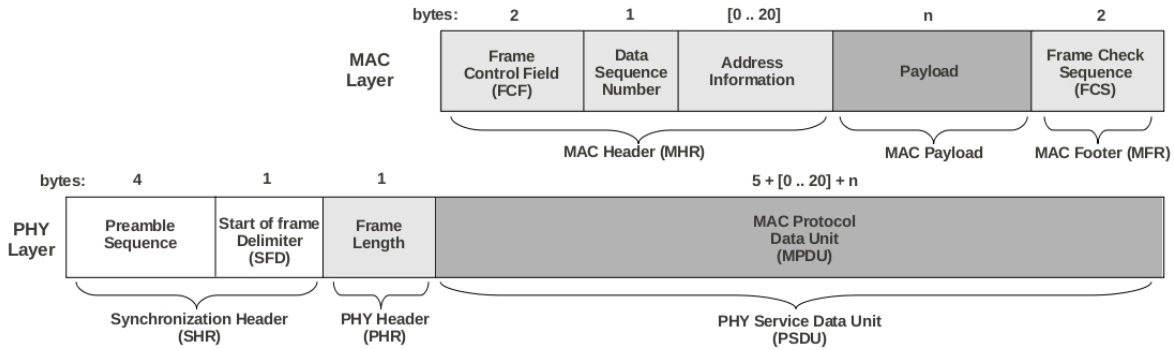 bytes: 2 1 [0 .. 20] n 2
MAC
Layer
Frame
Control Field
(FCF)
Data
Sequence
Number
Address
Information
Payload
Frame Check
Sequence
(FCS)
MAC Header (MHR)
MAC Payload
MAC Footer (MFR)
bytes: 4 1 1 5 + [0 .. 20] + n
PHY
Layer
Preamble
Sequence
Start of frame
Delimiter
(SFD)
Frame
Length
MAC Protocol
Data Unit
(MPDU)
Synchronization Header
(SHR)
PHY Header
(PHR)
PHY Service Data Unit
(PSDU)